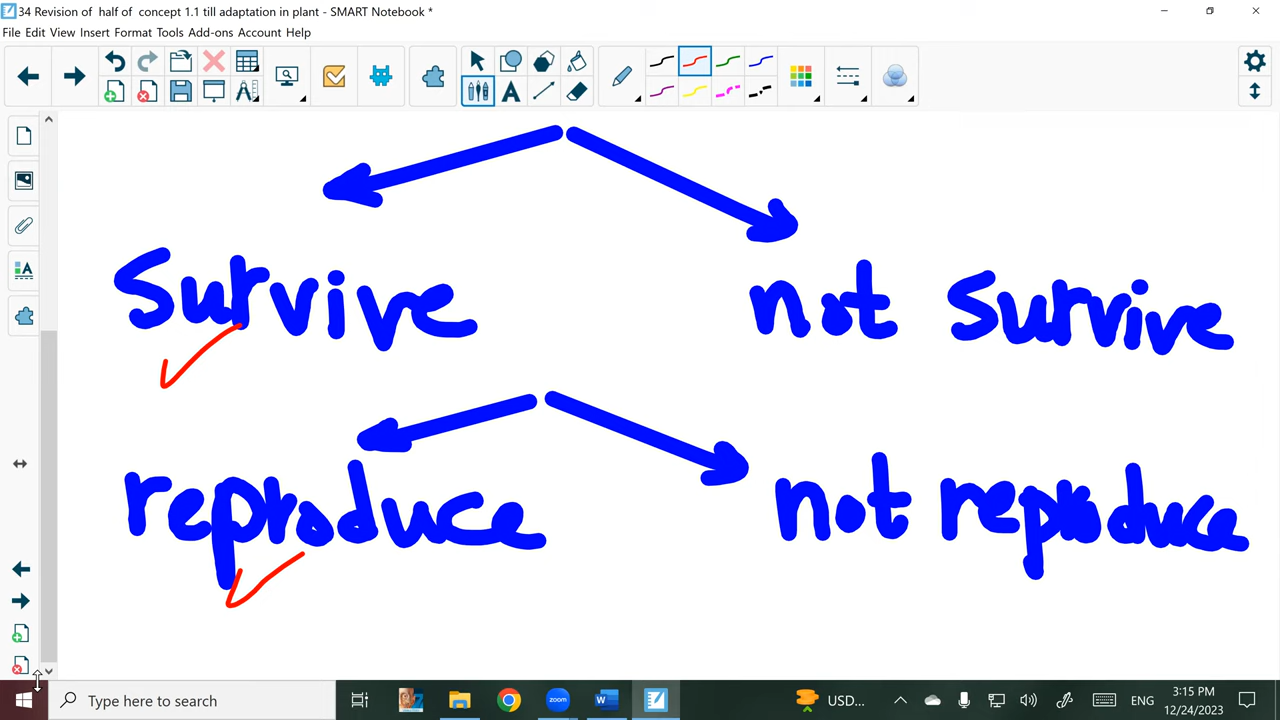 34 Revision of half of concept 1.1 till adaptation in plant - SMART Notebook *
File Edit View Insert Format Tools Add-ons Account Help
Survive not survive
reproduce not reproduce
Type here to search
zoom
USD...
ENG
3:15 PM
12/24/2023